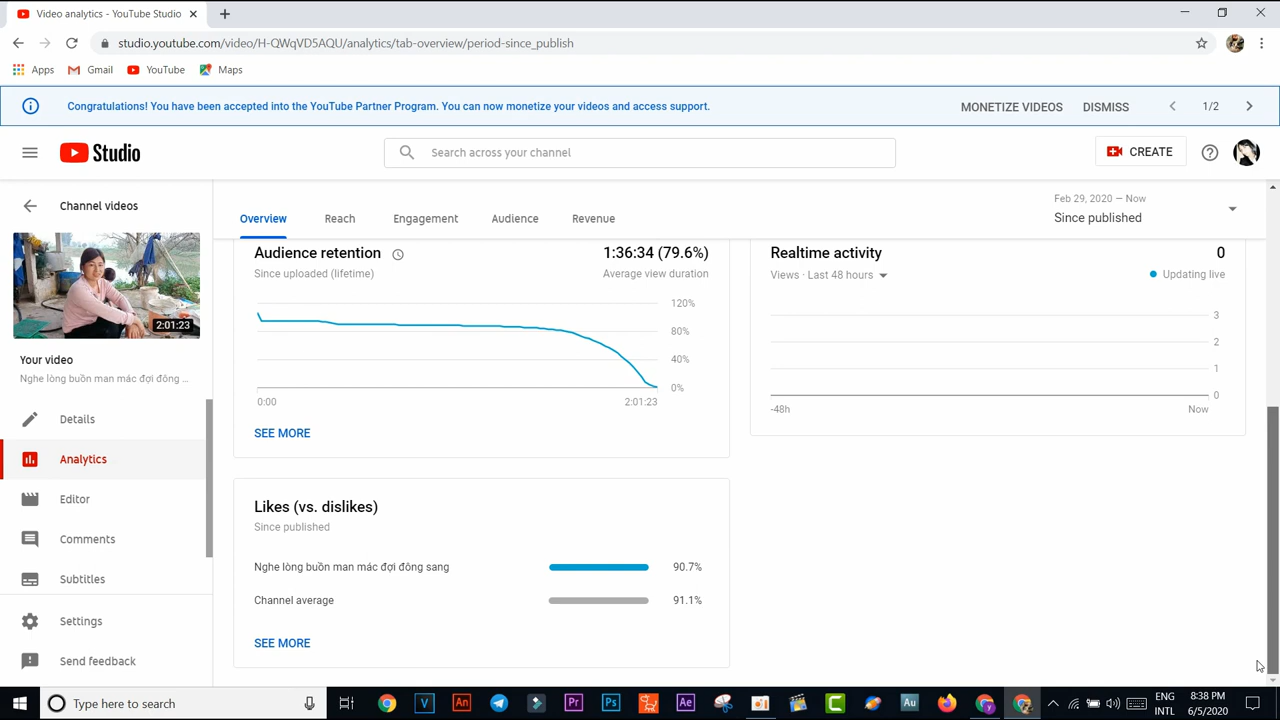 Video analytics - YouTube Studio
studio.youtube.com/video/H-QWqVD5AQU/analytics/tab-overview/period-since_publish
Apps Gmail YouTube Maps
Congratulations! You have been accepted into the YouTube Partner Program. You can now monetize your videos and access support. MONETIZE VIDEOS DISMISS 1/2
Studio Search across your channel CREATE
Channel videos
2:01:23
Your video
Nghe lòng buồn man mác đợi đông ...
Details
Analytics
Editor
Comments
Subtitles
Settings
Send feedback
Overview Reach Engagement Audience Revenue
Feb 29, 2020 – Now
Since published
Audience retention 1:36:34 (79.6%)
Since uploaded (lifetime) Average view duration
120%
80%
40%
0%
0:00 2:01:23
SEE MORE
Realtime activity 0
Views · Last 48 hours Updating live
3
2
1
0
-48h Now
Likes (vs. dislikes)
Since published
Nghe lòng buồn man mác đợi đông sang 90.7%
Channel average 91.1%
SEE MORE
Type here to search
V An Pr Ps Ae Au
ENG 8:38 PM
INTL 6/5/2020